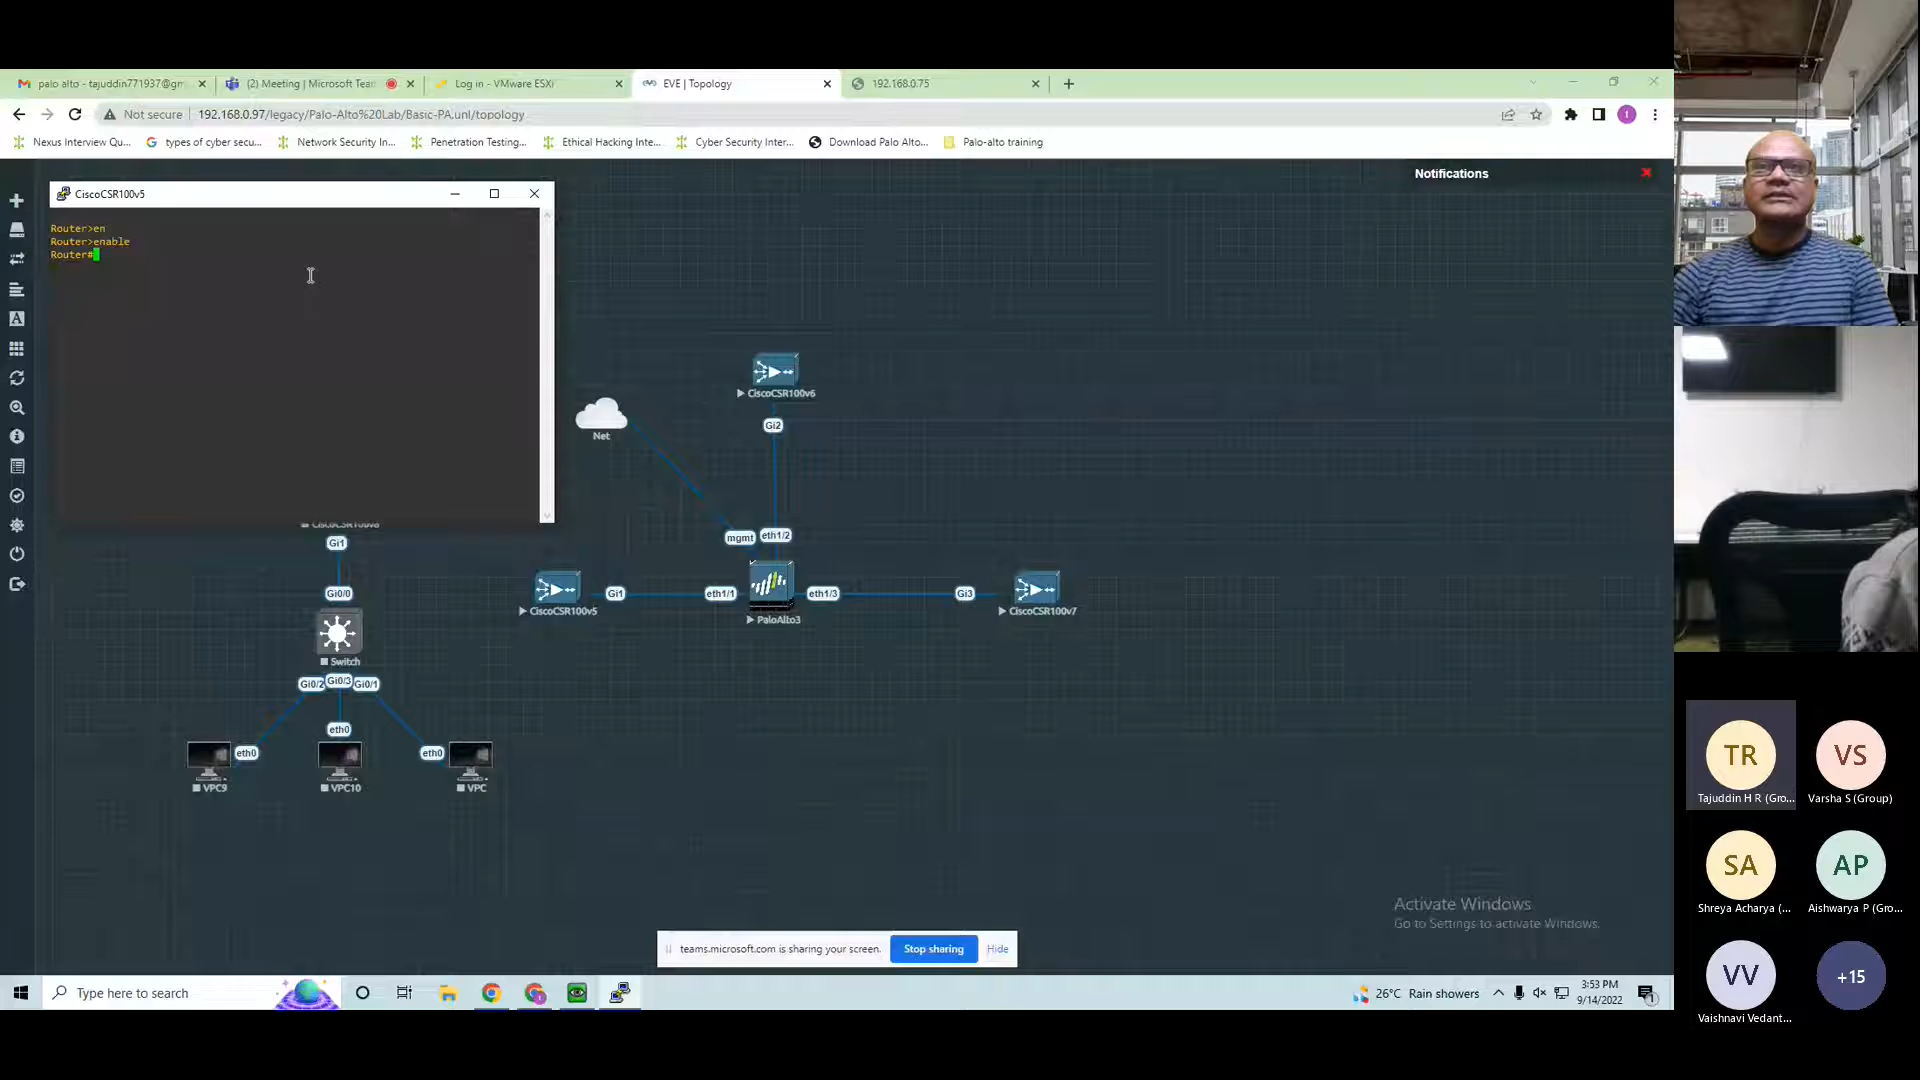 palo alto - tajuddin771937@gm
(2) Meeting | Microsoft Team
Log in - VMware ESXi
EVE | Topology
192.168.0.75
Not secure
192.168.0.97/legacy/Palo-Alto%20Lab/Basic-PA.unl/topology
t
Nexus Interview Qu...
types of cyber secu...
Network Security In...
Penetration Testing...
Ethical Hacking Inte...
Cyber Security Inter...
Download Palo Alto...
Palo-alto training
Notifications
CiscoCSR100v5
Router>en
Router>enable
Router#
CiscoCSR100v6
Gi2
Net
Gi1
mgmt
eth1/2
Gi0/0
CiscoCSR100v5
Gi1
eth1/1
eth1/3
PaloAlto3
Gi3
CiscoCSR100v7
Switch
Gi0/2
Gi0/3
Gi0/1
eth0
eth0
eth0
VPC9
VPC10
VPC
Activate Windows
Go to Settings to activate Windows.
teams.microsoft.com is sharing your screen.
Stop sharing
Hide
Type here to search
26°C Rain showers
3:53 PM
9/14/2022
1
TR
Tajuddin H R (Gro...
VS
Varsha S (Group)
SA
Shreya Acharya (...
AP
Aishwarya P (Gro...
VV
Vaishnavi Vedant...
+15